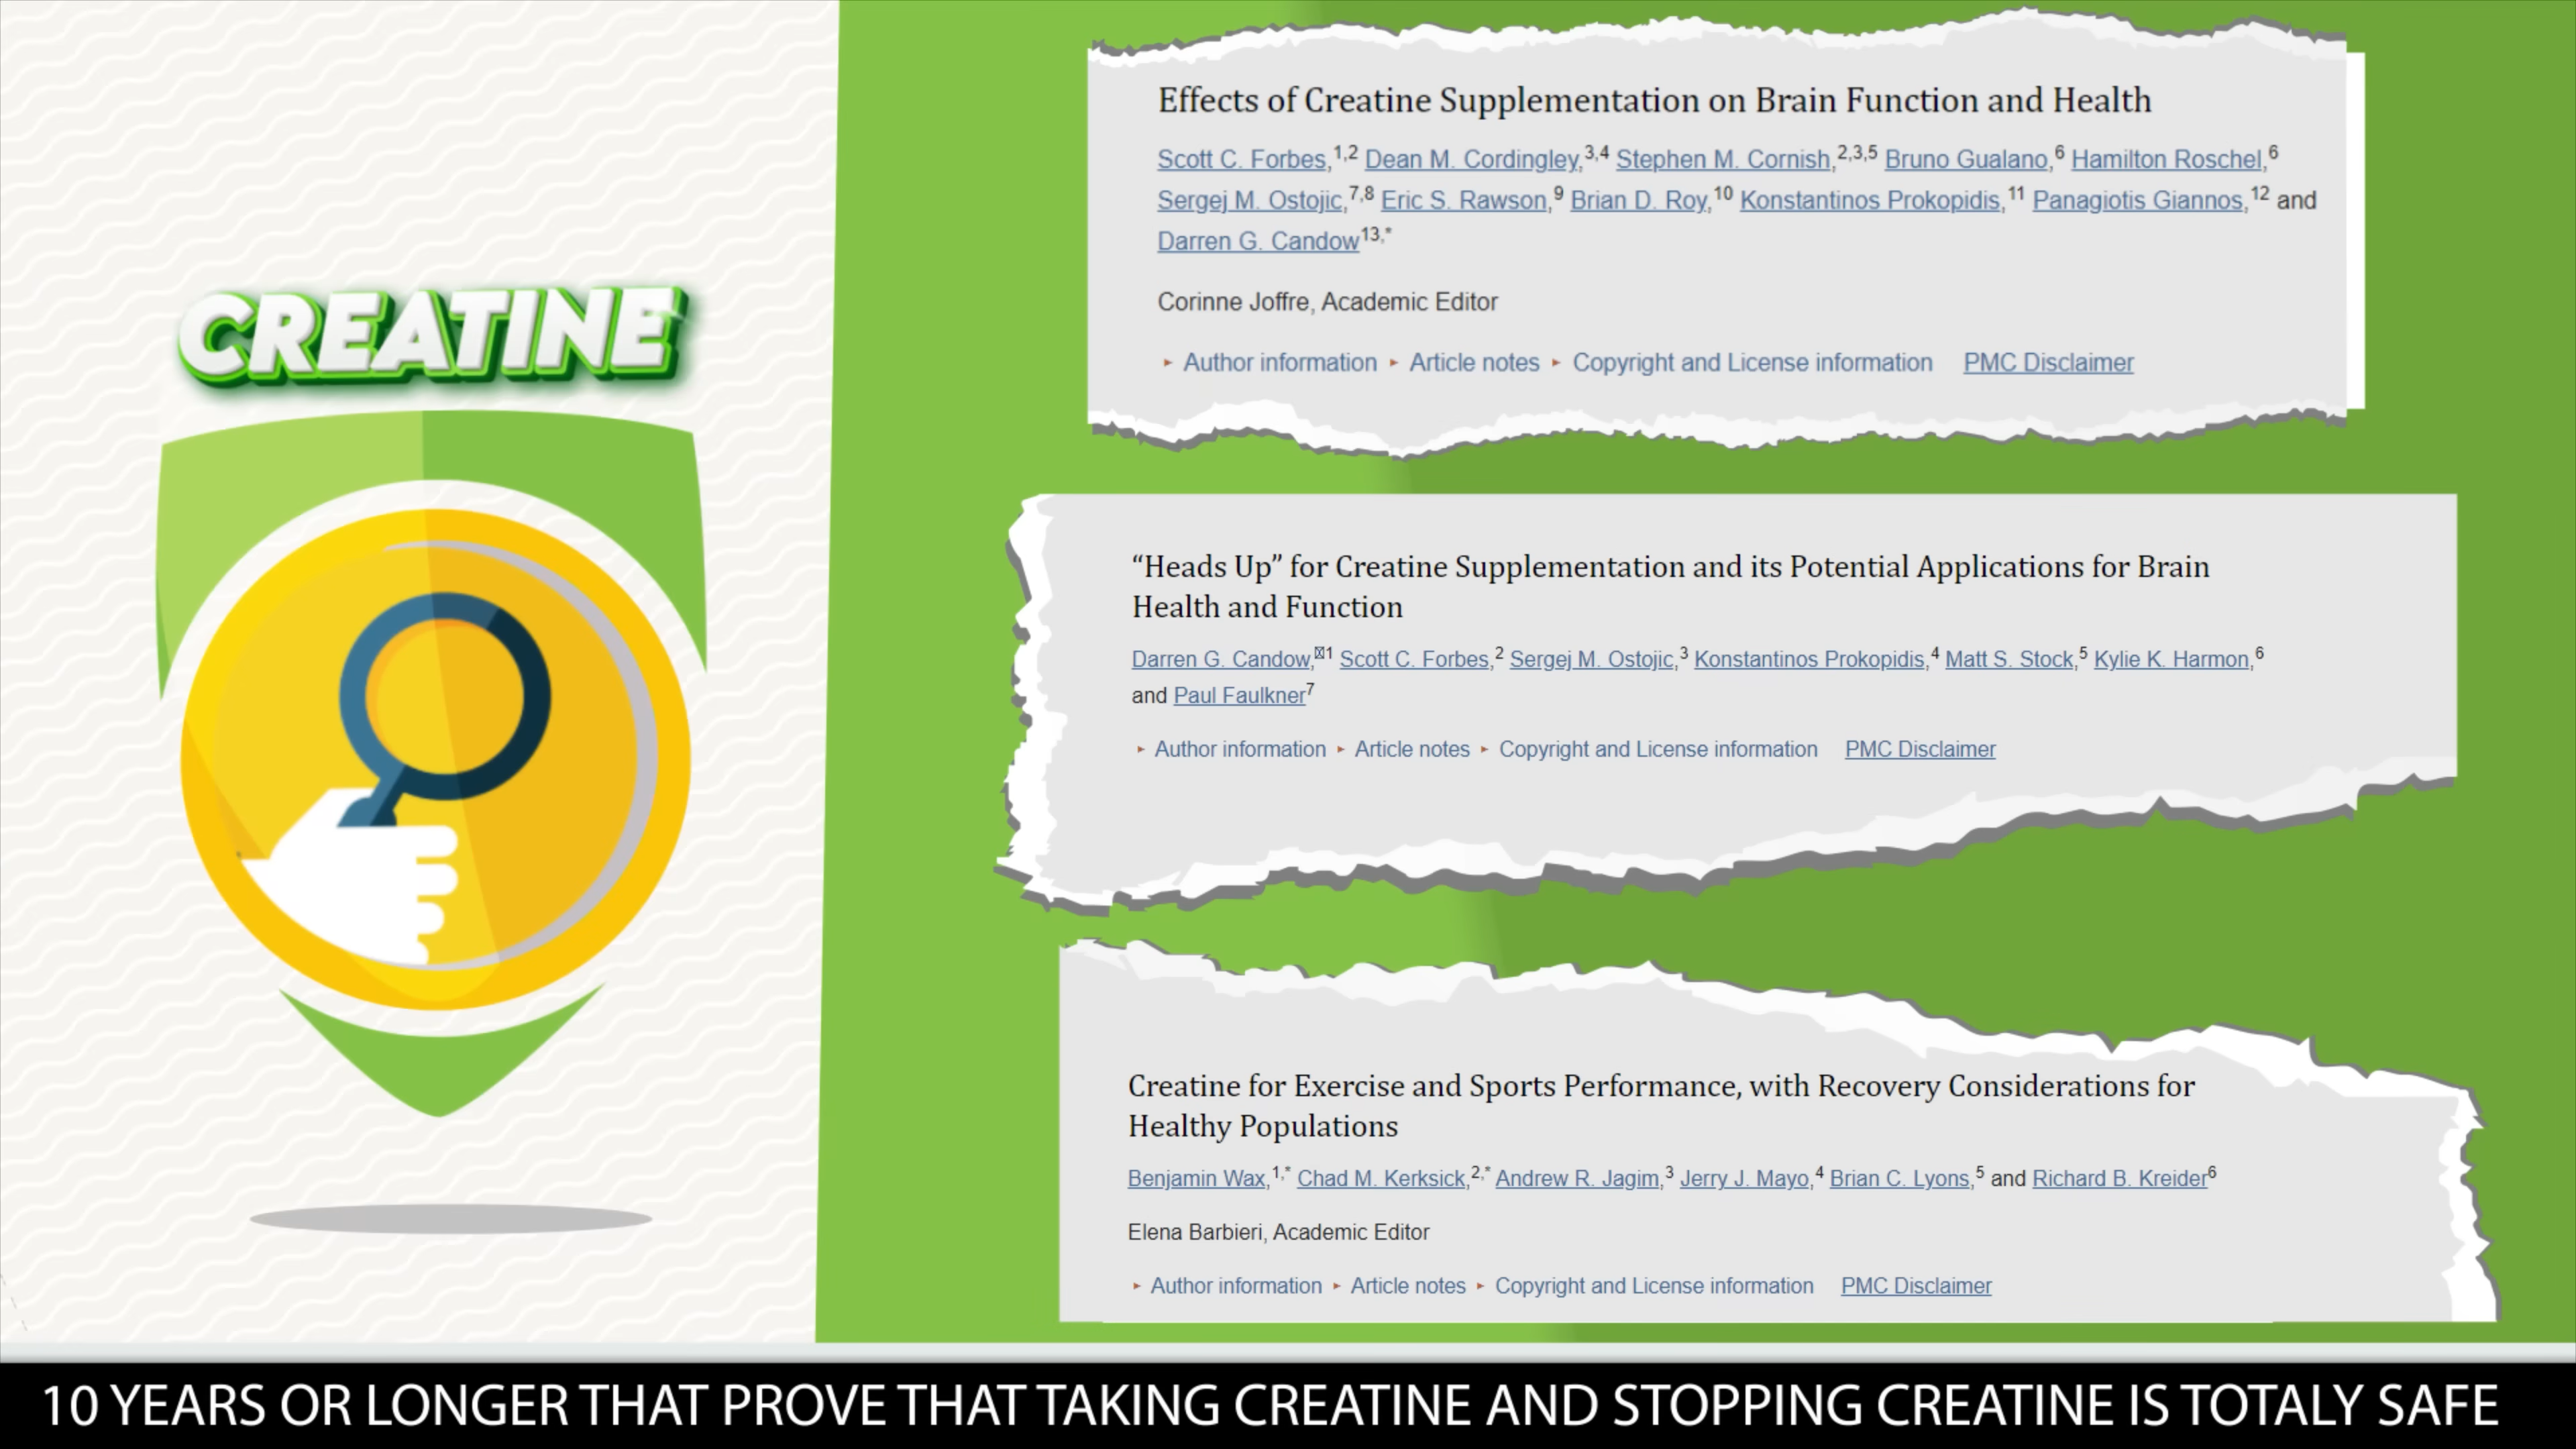 CREATINE
Effects of Creatine Supplementation on Brain Function and Health
Scott C. Forbes,1,2 Dean M. Cordingley,3,4 Stephen M. Cornish,2,3,5 Bruno Gualano,6 Hamilton Roschel,6
Sergej M. Ostojic,7,8 Eric S. Rawson,9 Brian D. Roy,10 Konstantinos Prokopidis,11 Panagiotis Giannos,12 and
Darren G. Candow13,*
Corinne Joffre, Academic Editor
▸ Author information ▸ Article notes ▸ Copyright and License information PMC Disclaimer
“Heads Up” for Creatine Supplementation and its Potential Applications for Brain
Health and Function
Darren G. Candow,1 Scott C. Forbes,2 Sergej M. Ostojic,3 Konstantinos Prokopidis,4 Matt S. Stock,5 Kylie K. Harmon,6
and Paul Faulkner7
▸ Author information ▸ Article notes ▸ Copyright and License information PMC Disclaimer
Creatine for Exercise and Sports Performance, with Recovery Considerations for
Healthy Populations
Benjamin Wax,1,* Chad M. Kerksick,2,* Andrew R. Jagim,3 Jerry J. Mayo,4 Brian C. Lyons,5 and Richard B. Kreider6
Elena Barbieri, Academic Editor
▸ Author information ▸ Article notes ▸ Copyright and License information PMC Disclaimer
10 YEARS OR LONGER THAT PROVE THAT TAKING CREATINE AND STOPPING CREATINE IS TOTALY SAFE